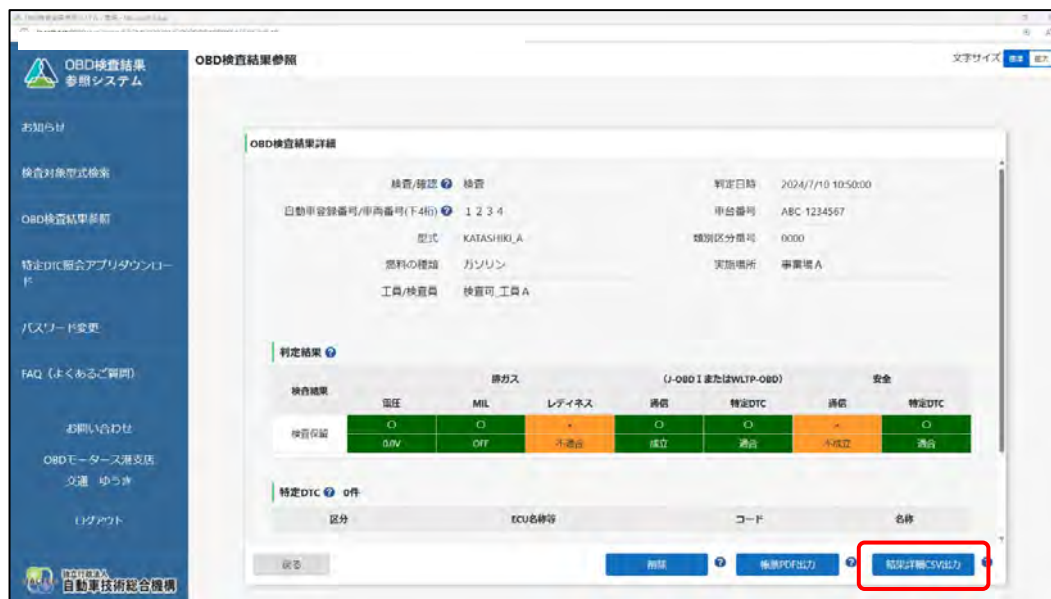 OBD検査結果
参照システム
OBD検査結果参照
文字サイズ 標準 拡大
お知らせ
検査対象型式検索
OBD検査結果参照
特定DTC照会アプリダウンロー
ド
パスワード変更
FAQ（よくあるご質問）
お問い合わせ
OBDモータース港支店
交通 ゆうき
ログアウト
独立行政法人
自動車技術総合機構
OBD検査結果詳細
検査/確認 検査 判定日時 2024/7/10 10:50:00
自動車登録番号/車両番号(下4桁) 1 2 3 4 車台番号 ABC-1234567
型式 KATASHIKI_A 類別区分番号 0000
燃料の種類 ガソリン 実施場所 事業場A
工員/検査員 検査可_工員A
判定結果
検査結果 排ガス (J-OBDⅠまたはWLTP-OBD) 安全
電圧 MIL レディネス 通信 特定DTC 通信 特定DTC
検査保留 ○ ○ - ○ ○ - ○
0.0V OFF 不適合 成立 適合 不成立 適合
特定DTC 0件
区分 ECU名称等 コード 名称
戻る 削除 帳票PDF出力 結果詳細CSV出力